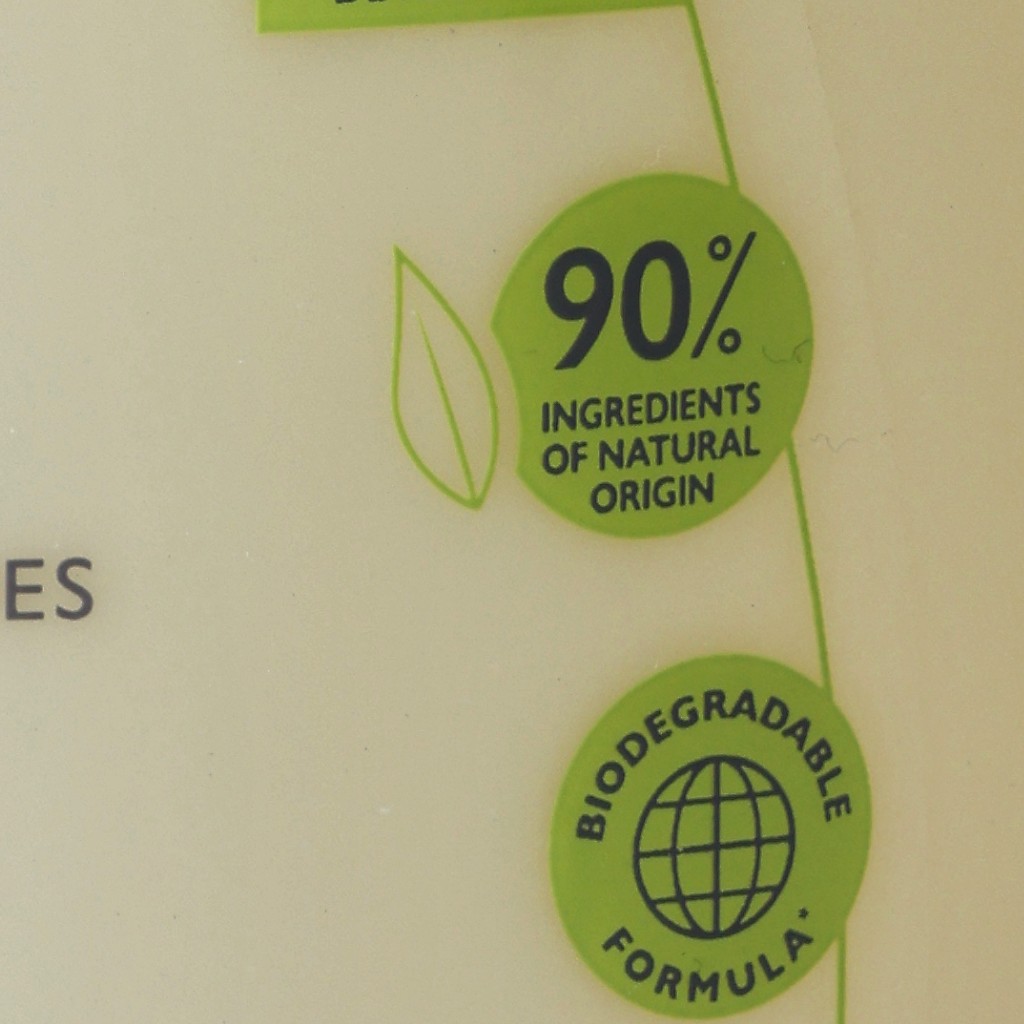 90%
INGREDIENTS
OF NATURAL
ORIGIN
ES
BIODEGRADABLE
FORMULA*